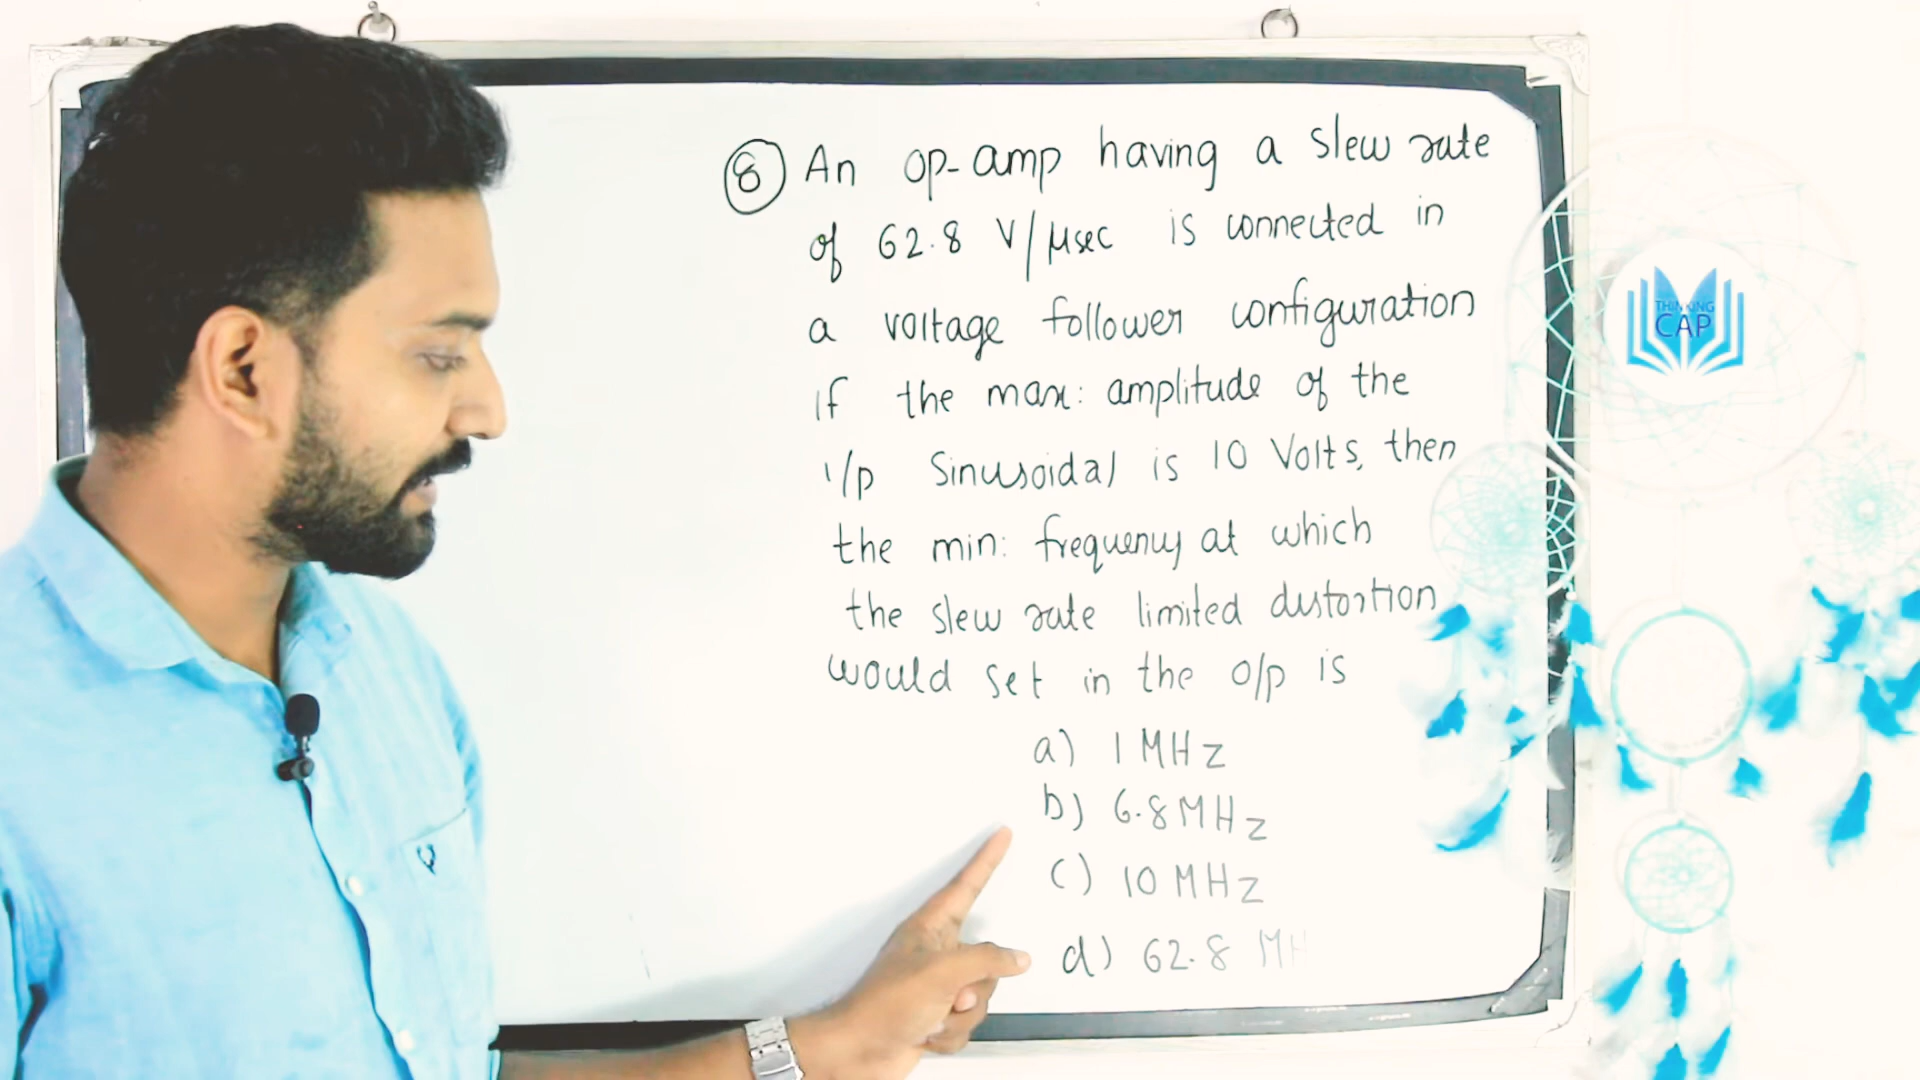 8 An op-amp having a slew rate
of 62.8 V/μsec is connected in
a voltage follower configuration
if the max: amplitude of the
i/p Sinusoidal is 10 Volts, then
the min: frequency at which
the slew rate limited distortion
would set in the o/p is
a) 1 MHz
b) 6.8 MHz
c) 10 MHz
d) 62.8 MH
THINKING
CAP